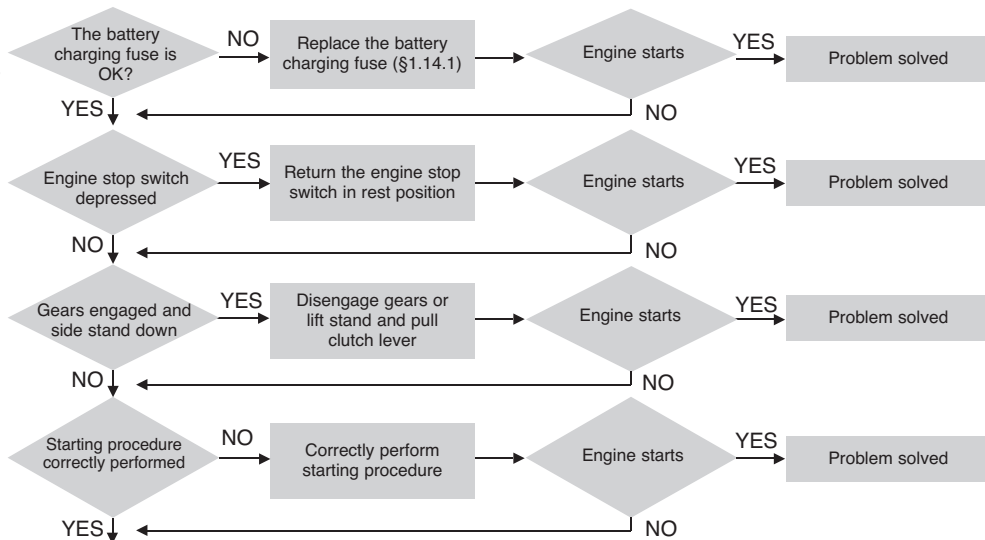 The
battery
charging fuse is
OK?
NO
Replace the battery
charging fuse (§1.14.1)
Engine starts
YES
Problem solved
YES
NO
Engine stop switch
depressed
YES
Return the engine stop
switch in rest position
Engine starts
YES
Problem solved
NO
NO
Gears engaged and
side stand down
YES
Disengage gears or
lift stand and pull
clutch lever
Engine starts
YES
Problem solved
NO
NO
Starting procedure
correctly performed
NO
Correctly perform
starting procedure
Engine starts
YES
Problem solved
YES
NO